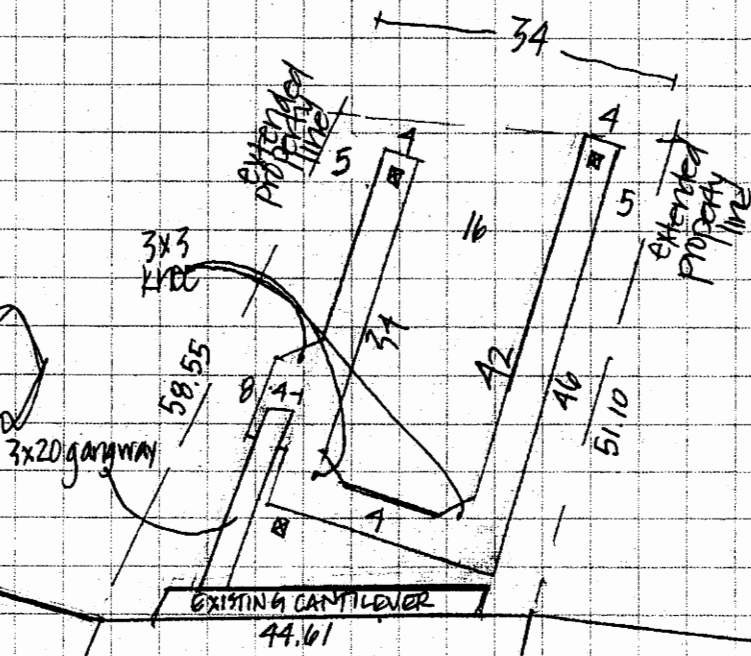 34
extended
property
line
4
5
4
5
extended
property
line
16
3x3
knee
34
42
46
51.10
58.55
8
4
3x20 gangway
4
EXISTING CANTILEVER
44.61